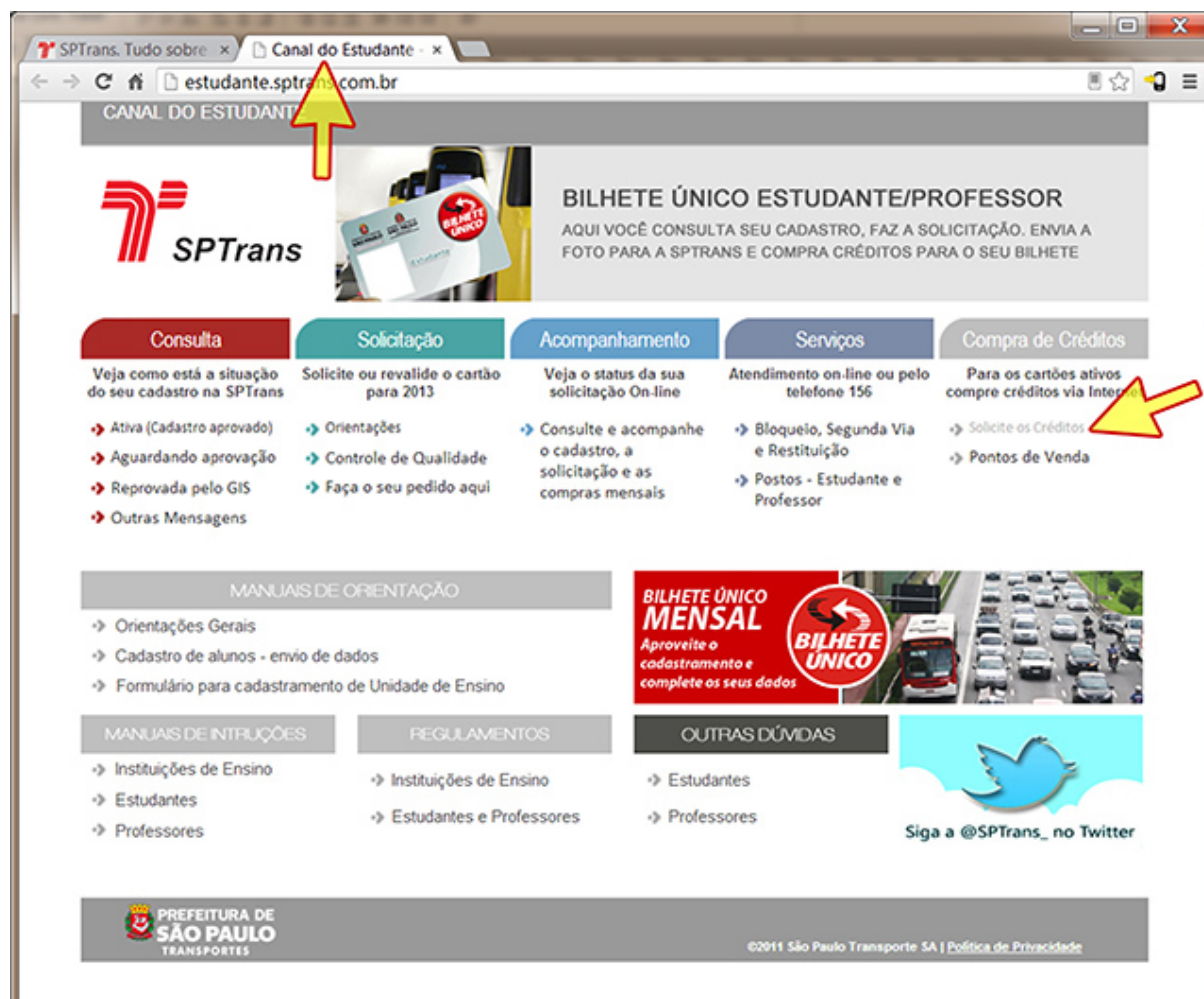 SPTrans. Tudo sobre
Canal do Estudante -
estudante.sptrans.com.br
CANAL DO ESTUDANTE
SPTrans
BILHETE ÚNICO
Estudante
BILHETE ÚNICO ESTUDANTE/PROFESSOR
AQUI VOCÊ CONSULTA SEU CADASTRO, FAZ A SOLICITAÇÃO. ENVIA A
FOTO PARA A SPTRANS E COMPRA CRÉDITOS PARA O SEU BILHETE
Consulta
Veja como está a situação
do seu cadastro na SPTrans
Ativa (Cadastro aprovado)
Aguardando aprovação
Reprovada pelo GIS
Outras Mensagens
Solicitação
Solicite ou revalide o cartão
para 2013
Orientações
Controle de Qualidade
Faça o seu pedido aqui
Acompanhamento
Veja o status da sua
solicitação On-line
Consulte e acompanhe
o cadastro, a
solicitação e as
compras mensais
Serviços
Atendimento on-line ou pelo
telefone 156
Bloqueio, Segunda Via
e Restituição
Postos - Estudante e
Professor
Compra de Créditos
Para os cartões ativos
compre créditos via Internet
Solicite os Créditos
Pontos de Venda
MANUAIS DE ORIENTAÇÃO
Orientações Gerais
Cadastro de alunos - envio de dados
Formulário para cadastramento de Unidade de Ensino
BILHETE ÚNICO
MENSAL
Aproveite o
cadastramento e
complete os seus dados
BILHETE
ÚNICO
MANUAIS DE INTRUÇÕES
Instituições de Ensino
Estudantes
Professores
REGULAMENTOS
Instituições de Ensino
Estudantes e Professores
OUTRAS DÚVIDAS
Estudantes
Professores
Siga a @SPTrans_ no Twitter
PREFEITURA DE
SÃO PAULO
TRANSPORTES
©2011 São Paulo Transporte SA | Política de Privacidade